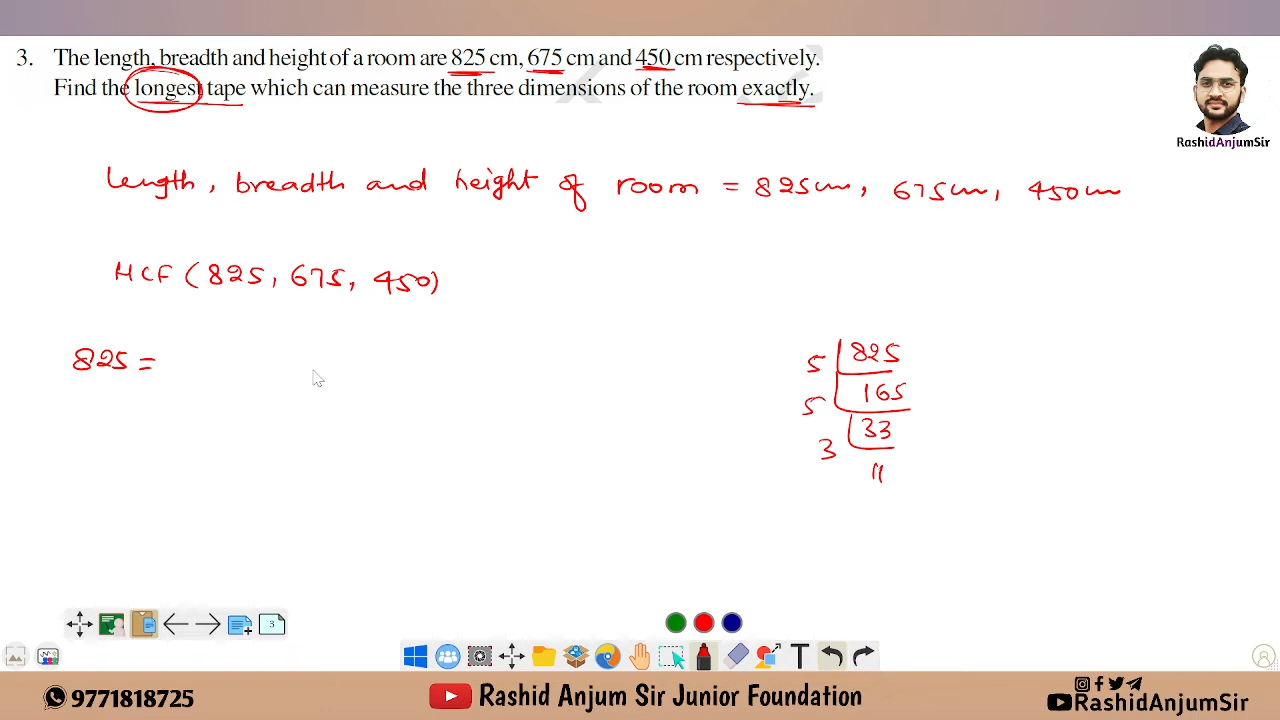 3. The length, breadth and height of a room are 825 cm, 675 cm and 450 cm respectively.
Find the longest tape which can measure the three dimensions of the room exactly.
RashidAnjumSir
length, breadth and height of room = 825cm, 675cm, 450cm
HCF (825, 675, 450)
825 =
5 825
5 165
3 33
11
3
T
9771818725
Rashid Anjum Sir Junior Foundation
RashidAnjumSir